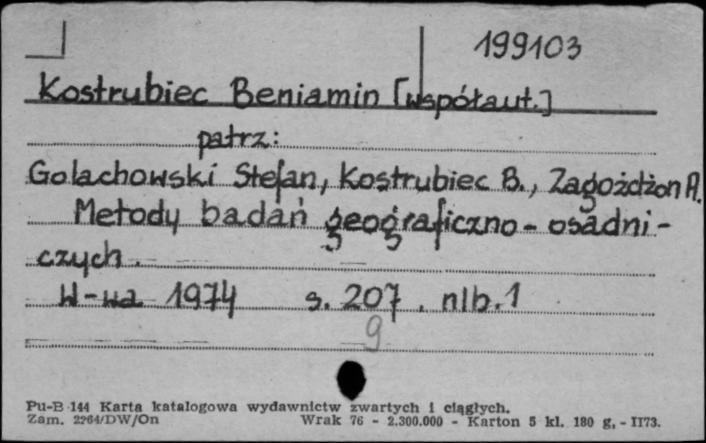 199103
Kostrubiec Beniamin [współaut.]
patrz:
Golachowski Stefan, Kostrubiec B., Zagożdżon A.
Metody badań geograficzno - osadni-
czych.
W-wa 1974 s. 207. nlb. 1
9
Pu-B 144 Karta katalogowa wydawnictw zwartych i ciągłych.
Zam. 2264/DW/On Wrak 76 - 2.300.000 - Karton 5 kl. 180 g. - II73.